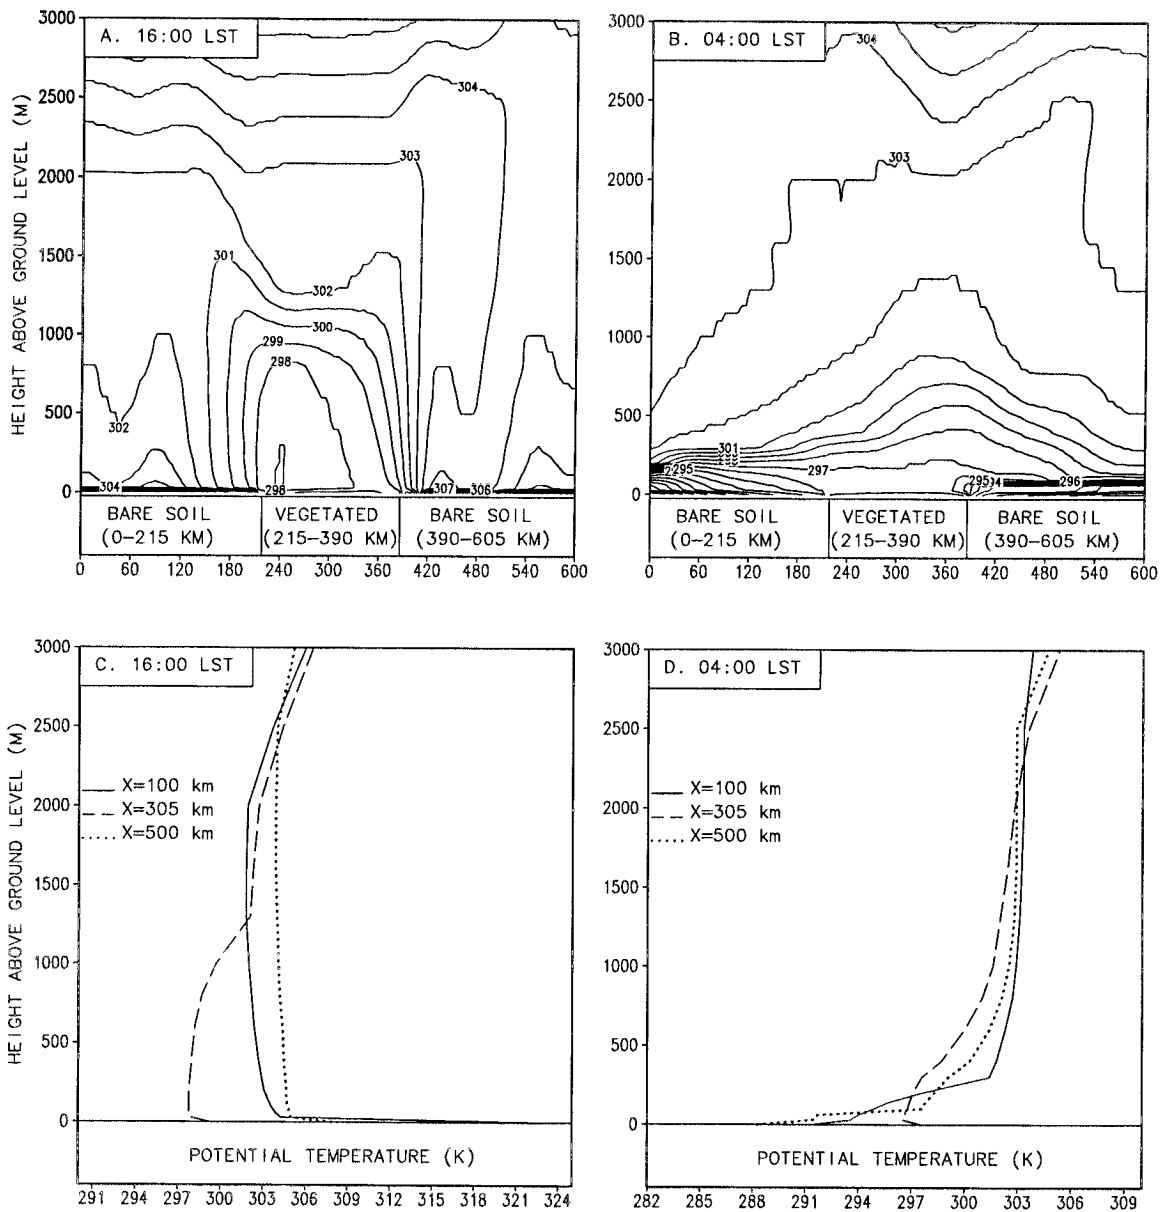 A. 16:00 LST
HEIGHT ABOVE GROUND LEVEL (M)
3000
2500
2000
1500
1000
500
0
304
303
301
302
300
299
298
302
304
298
307
306
BARE SOIL
(0-215 KM)
VEGETATED
(215-390 KM)
BARE SOIL
(390-605 KM)
0 60 120 180 240 300 360 420 480 540 600
B. 04:00 LST
3000
2500
2000
1500
1000
500
0
304
303
301
295
297
295
296
BARE SOIL
(0-215 KM)
VEGETATED
(215-390 KM)
BARE SOIL
(390-605 KM)
0 60 120 180 240 300 360 420 480 540 600
C. 16:00 LST
HEIGHT ABOVE GROUND LEVEL (M)
3000
2500
2000
1500
1000
500
0
X=100 km
X=305 km
X=500 km
POTENTIAL TEMPERATURE (K)
291 294 297 300 303 306 309 312 315 318 321 324
D. 04:00 LST
3000
2500
2000
1500
1000
500
0
X=100 km
X=305 km
X=500 km
POTENTIAL TEMPERATURE (K)
282 285 288 291 294 297 300 303 306 309